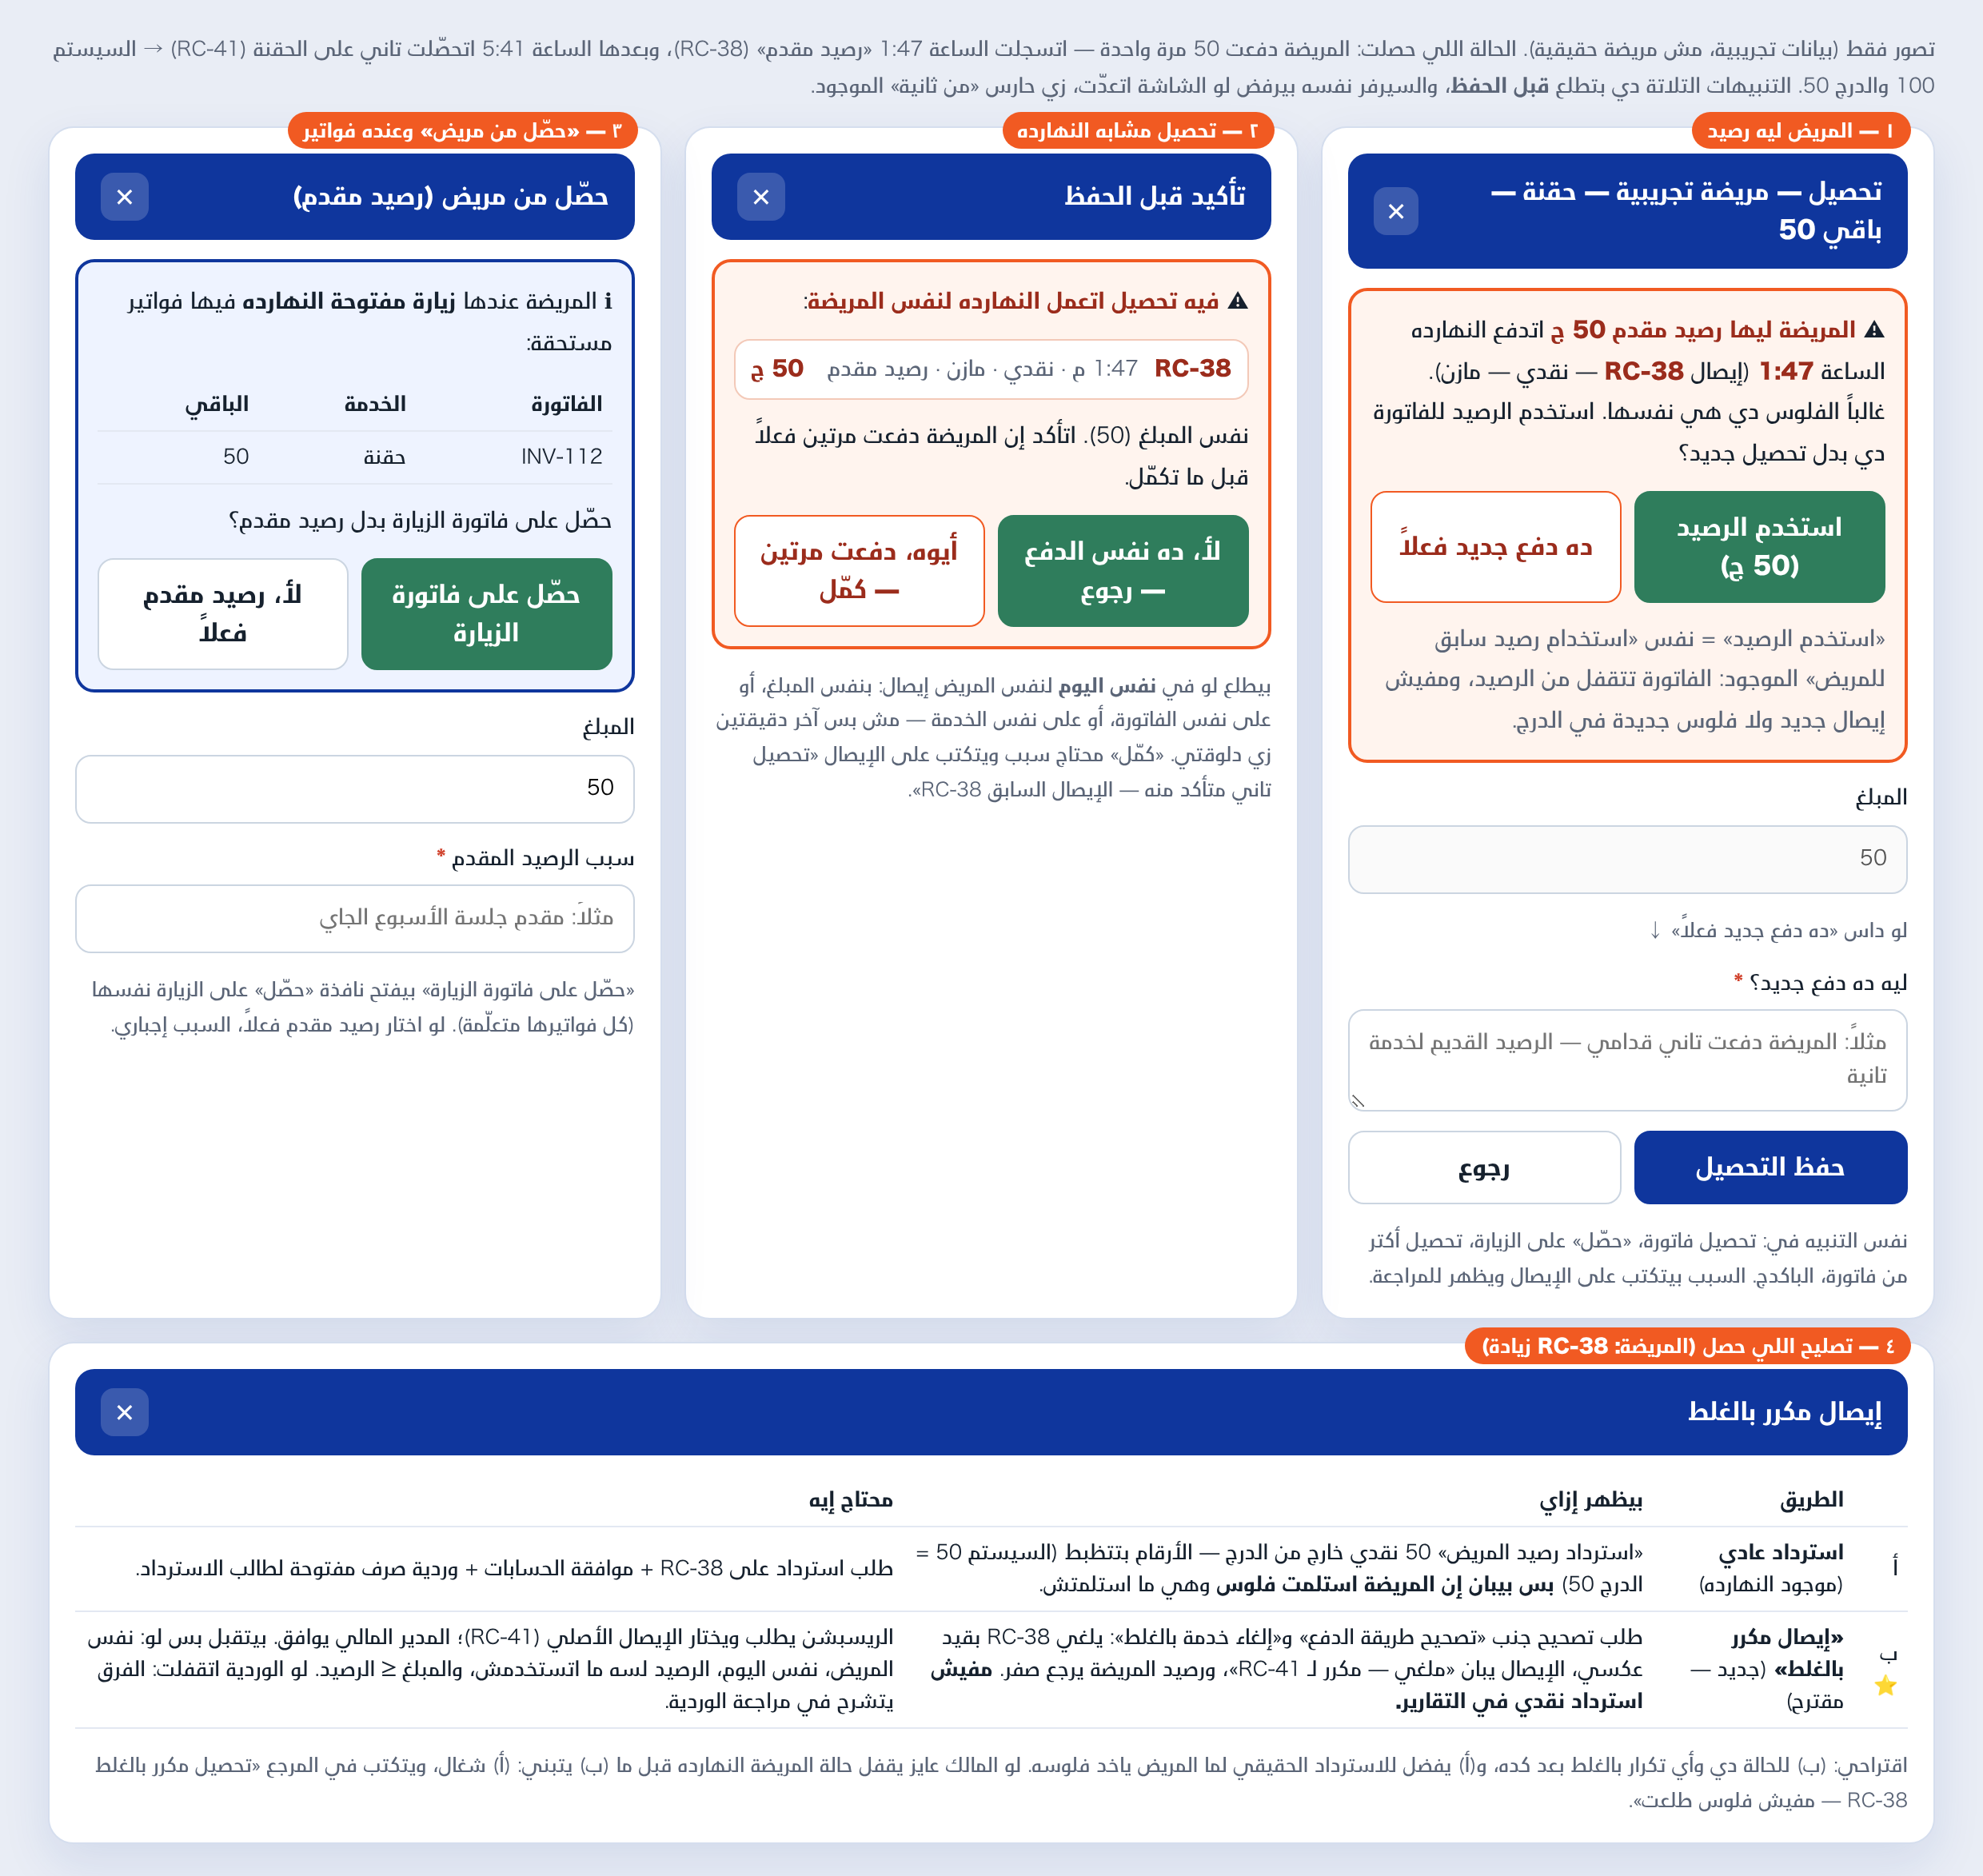 تصور فقط (بيانات تجريبية، مش مريضة حقيقية). الحالة اللي حصلت: المريضة دفعت 50 مرة واحدة — اتسجلت الساعة 1:47 «رصيد مقدم» (RC-38)، وبعدها الساعة 5:41 اتحصّلت تاني على الحقنة (RC-41) → السيستم
100 والدرج 50. التنبيهات التلاتة دي بتطلع قبل الحفظ، والسيرفر نفسه بيرفض لو الشاشة اتعدّت، زي حارس «من ثانية» الموجود.
١ — المريض ليه رصيد
تحصيل — مريضة تجريبية — حقنة —
باقي 50
✕
⚠ المريضة ليها رصيد مقدم 50 ج اتدفع النهارده
الساعة 1:47 (إيصال RC-38 — نقدي — مازن).
غالباً الفلوس دي هي نفسها. استخدم الرصيد للفاتورة
دي بدل تحصيل جديد؟
استخدم الرصيد
(50 ج)
ده دفع جديد فعلاً
«استخدم الرصيد» = نفس «استخدام رصيد سابق
للمريض» الموجود: الفاتورة تتقفل من الرصيد، ومفيش
إيصال جديد ولا فلوس جديدة في الدرج.
المبلغ
50
لو داس «ده دفع جديد فعلاً» ↓
ليه ده دفع جديد؟ *
مثلاً: المريضة دفعت تاني قدامي — الرصيد القديم لخدمة
تانية
حفظ التحصيل
رجوع
نفس التنبيه في: تحصيل فاتورة، «حصّل» على الزيارة، تحصيل أكتر
من فاتورة، الباكدج. السبب بيتكتب على الإيصال ويظهر للمراجعة.
٢ — تحصيل مشابه النهارده
تأكيد قبل الحفظ
✕
⚠ فيه تحصيل اتعمل النهارده لنفس المريضة:
RC-38 1:47 م · نقدي · مازن · رصيد مقدم 50 ج
نفس المبلغ (50). اتأكد إن المريضة دفعت مرتين فعلاً
قبل ما تكمّل.
لأ، ده نفس الدفع
— رجوع
أيوه، دفعت مرتين
— كمّل
بيطلع لو في نفس اليوم لنفس المريض إيصال: بنفس المبلغ، أو
على نفس الفاتورة، أو على نفس الخدمة — مش بس آخر دقيقتين
زي دلوقتي. «كمّل» محتاج سبب ويتكتب على الإيصال «تحصيل
تاني متأكد منه — الإيصال السابق RC-38».
٣ — «حصّل من مريض» وعنده فواتير
حصّل من مريض (رصيد مقدم)
✕
ℹ المريضة عندها زيارة مفتوحة النهارده فيها فواتير
مستحقة:
الفاتورة الخدمة الباقي
INV-112 حقنة 50
حصّل على فاتورة الزيارة بدل رصيد مقدم؟
حصّل على فاتورة
الزيارة
لأ، رصيد مقدم
فعلاً
المبلغ
50
سبب الرصيد المقدم *
مثلاً: مقدم جلسة الأسبوع الجاي
«حصّل على فاتورة الزيارة» بيفتح نافذة «حصّل» على الزيارة نفسها
(كل فواتيرها متعلّمة). لو اختار رصيد مقدم فعلاً، السبب إجباري.
٤ — تصليح اللي حصل (المريضة: RC-38 زيادة)
إيصال مكرر بالغلط
✕
الطريق بيظهر إزاي محتاج إيه
أ
استرداد عادي
(موجود النهارده)
«استرداد رصيد المريض» 50 نقدي خارج من الدرج — الأرقام بتتظبط (السيستم 50 =
الدرج 50) بس بيبان إن المريضة استلمت فلوس وهي ما استلمتش.
طلب استرداد على RC-38 + موافقة الحسابات + وردية صرف مفتوحة لطالب الاسترداد.
ب
⭐
«إيصال مكرر
بالغلط» (جديد —
مقترح)
طلب تصحيح جنب «تصحيح طريقة الدفع» و«إلغاء خدمة بالغلط»: يلغي RC-38 بقيد
عكسي، الإيصال يبان «ملغي — مكرر لـ RC-41»، ورصيد المريضة يرجع صفر. مفيش
استرداد نقدي في التقارير.
الريسبشن يطلب ويختار الإيصال الأصلي (RC-41)؛ المدير المالي يوافق. بيتقبل بس لو: نفس
المريض، نفس اليوم، الرصيد لسه ما اتستخدمش، والمبلغ ≤ الرصيد. لو الوردية اتقفلت: الفرق
يتشرح في مراجعة الوردية.
اقتراحي: (ب) للحالة دي وأي تكرار بالغلط بعد كده، و(أ) يفضل للاسترداد الحقيقي لما المريض ياخد فلوسه. لو المالك عايز يقفل حالة المريضة النهارده قبل ما (ب) يتبني: (أ) شغال، ويتكتب في المرجع «تحصيل مكرر بالغلط
RC-38 — مفيش فلوس طلعت».